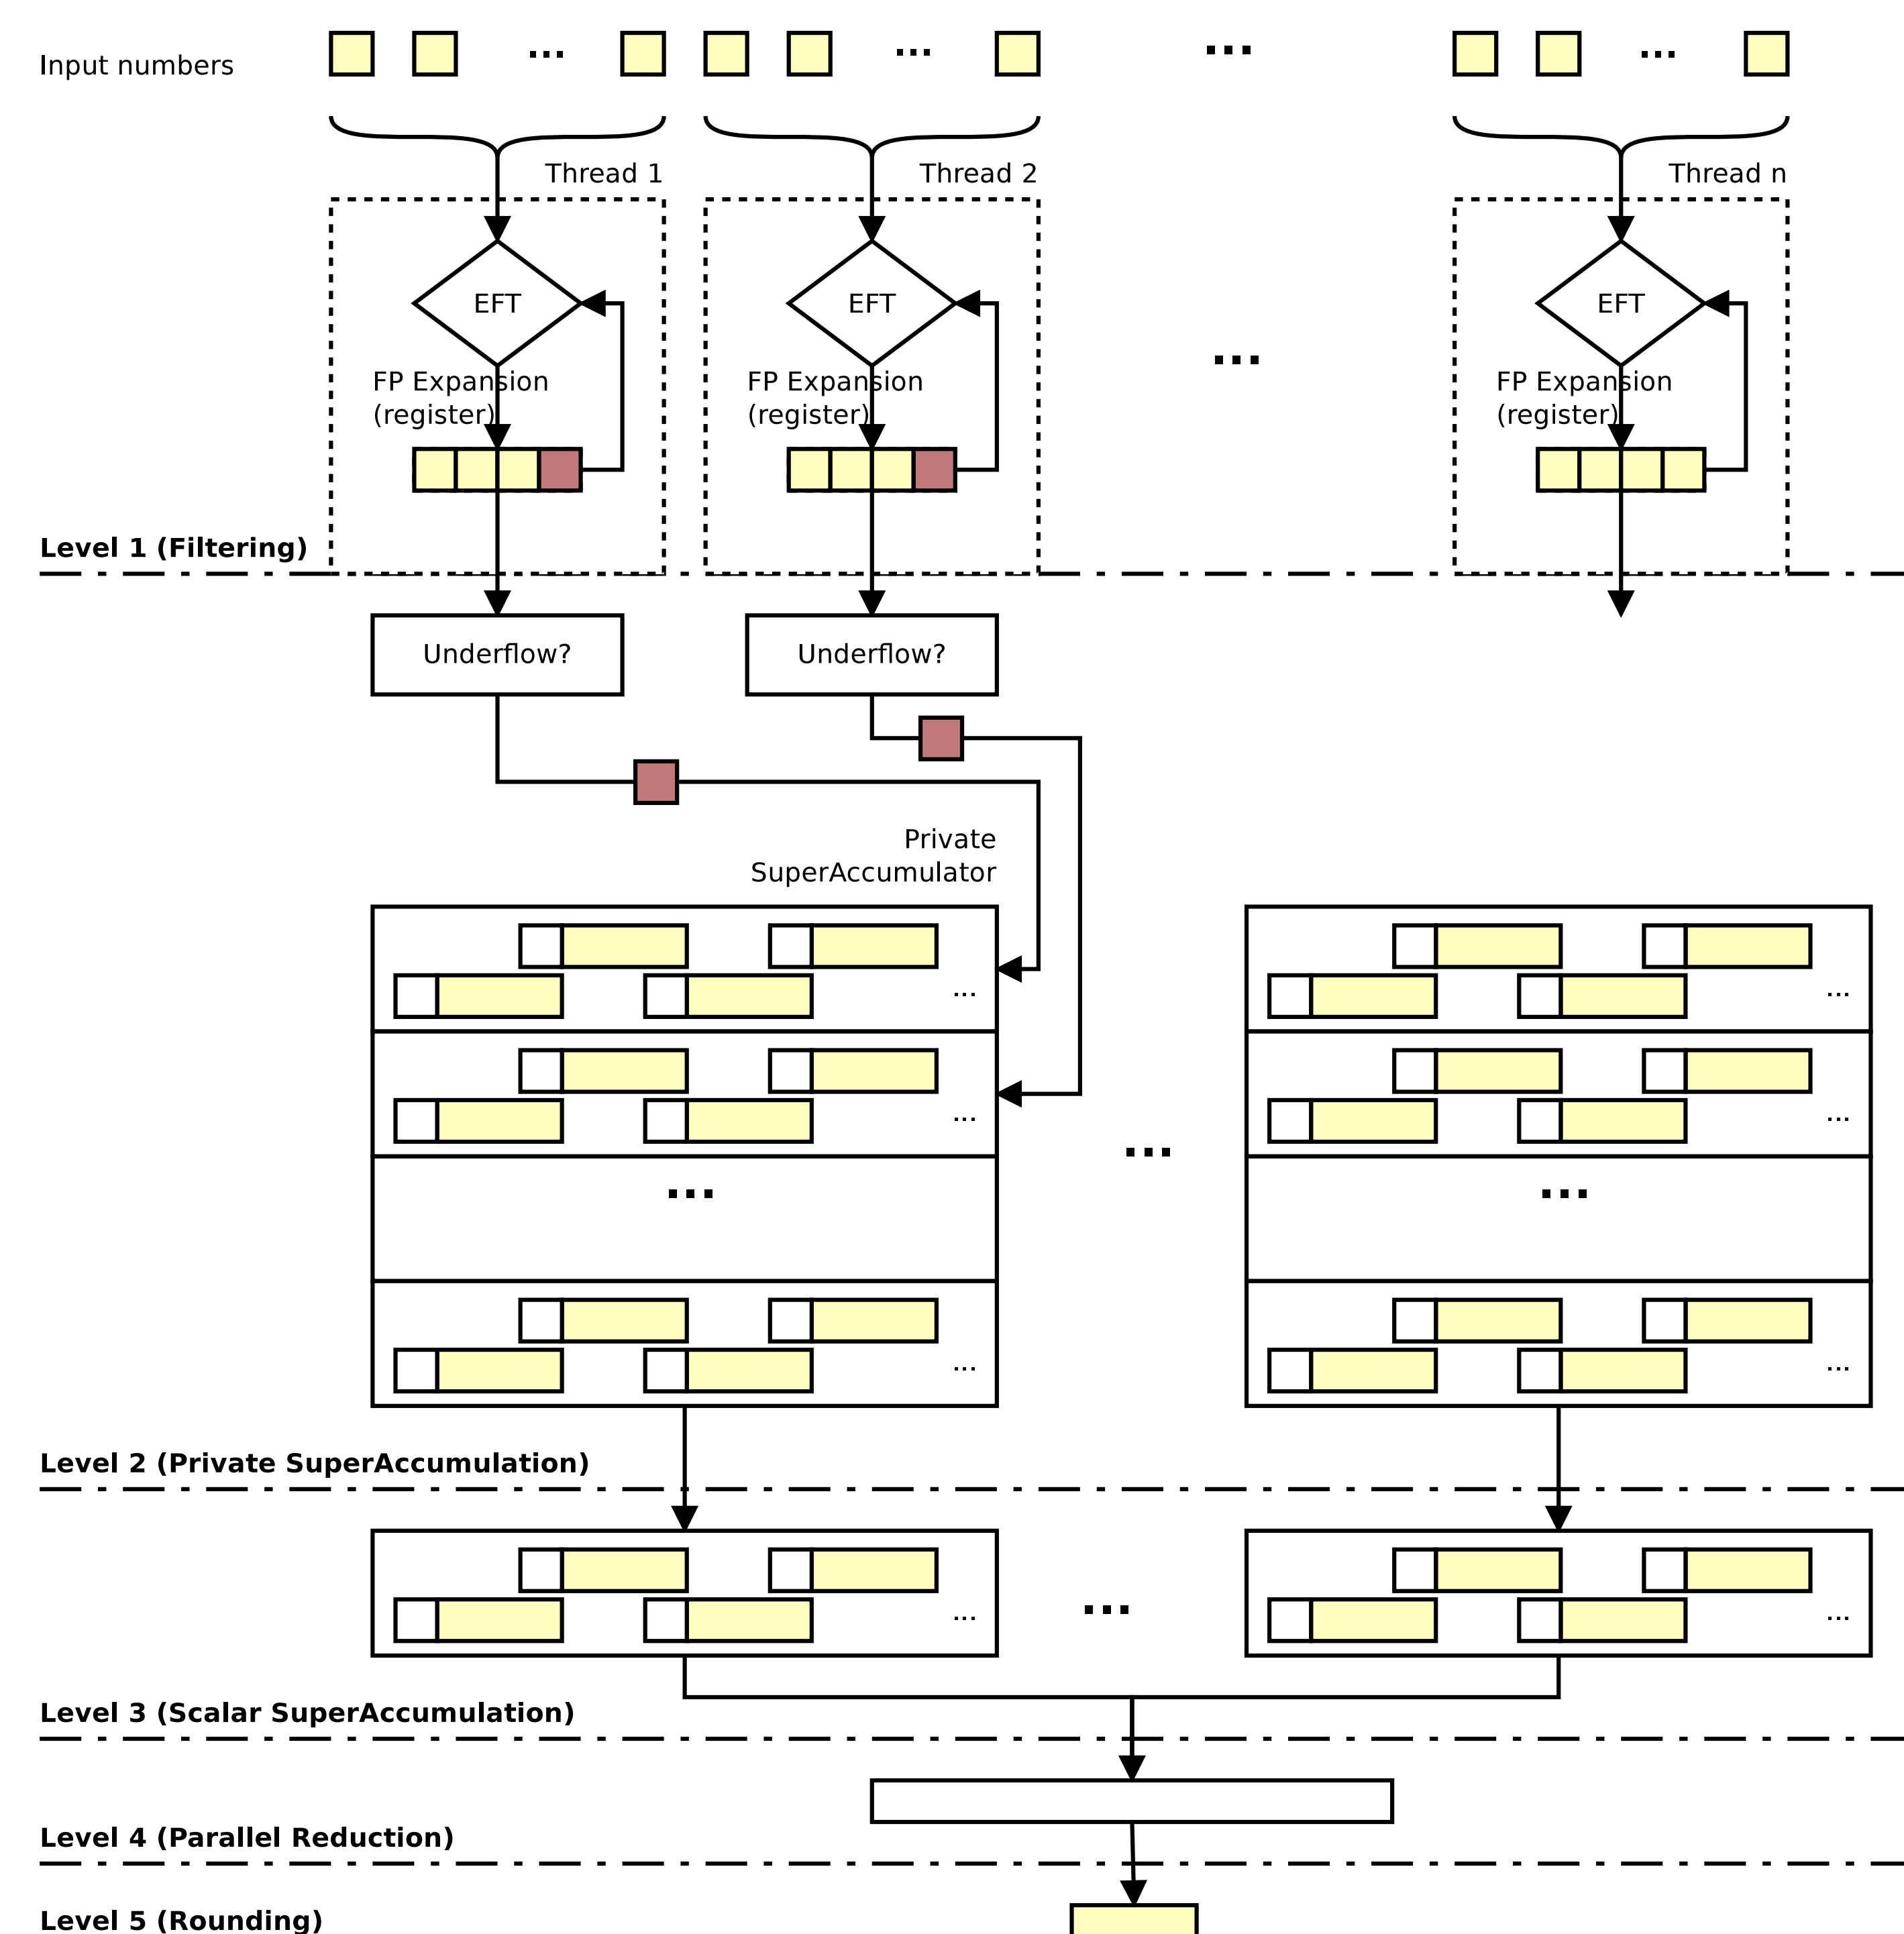 Input numbers
...
...
...
...
Thread 1
Thread 2
Thread n
EFT
EFT
EFT
...
FP Expansion
(register)
FP Expansion
(register)
FP Expansion
(register)
Level 1 (Filtering)
Underflow?
Underflow?
Private
SuperAccumulator
...
...
...
...
...
...
...
...
...
Level 2 (Private SuperAccumulation)
...
...
...
Level 3 (Scalar SuperAccumulation)
Level 4 (Parallel Reduction)
Level 5 (Rounding)